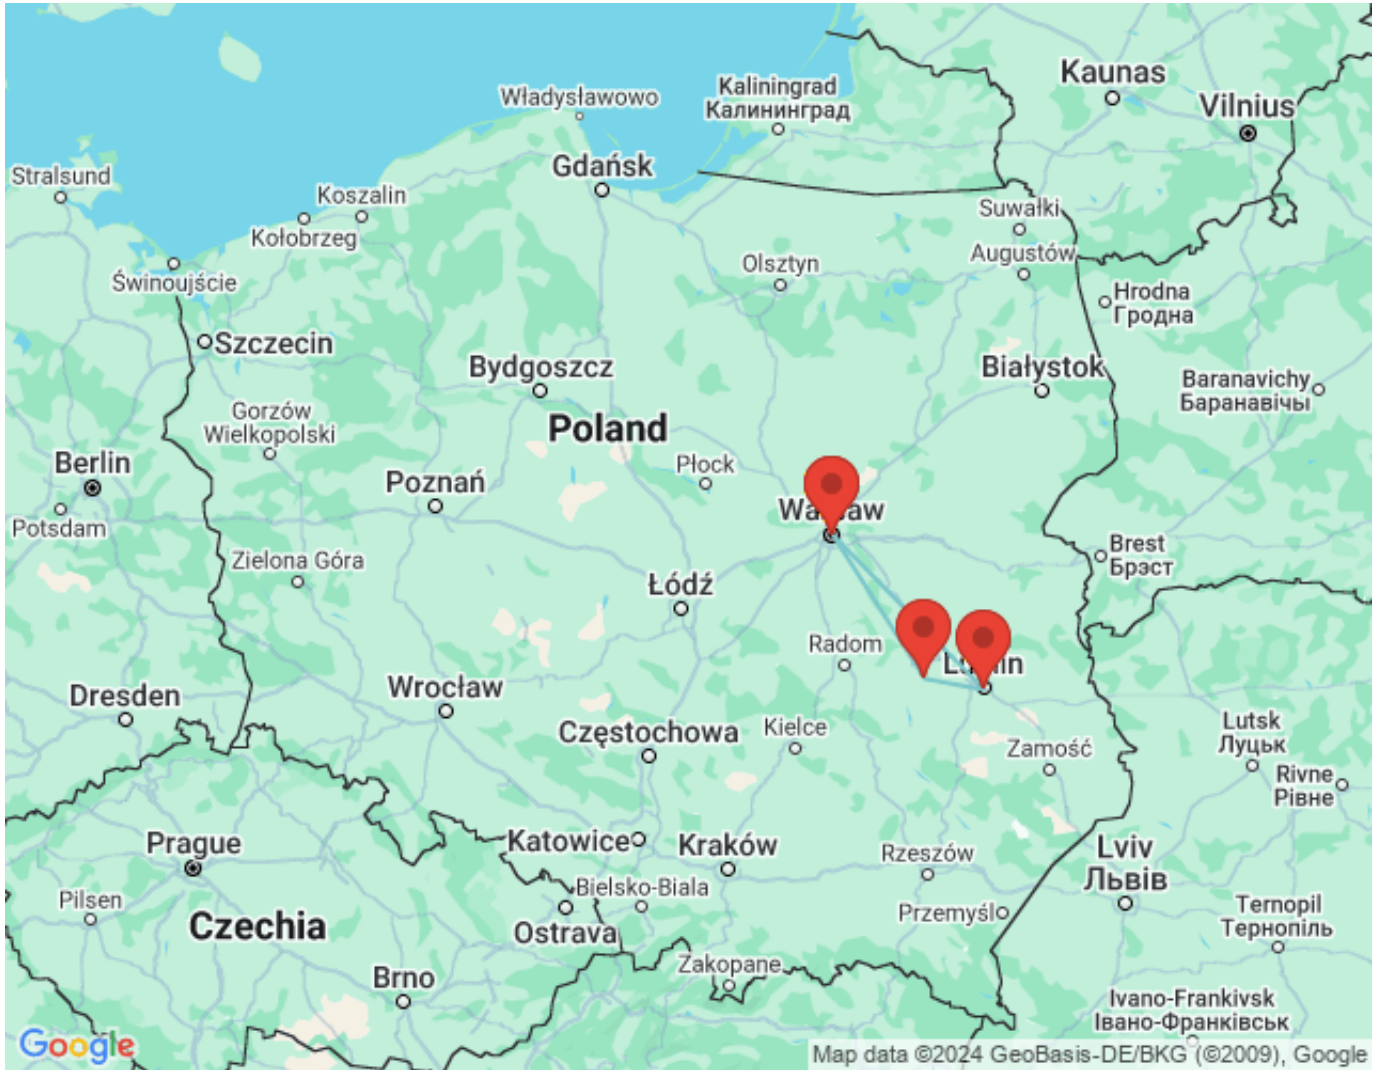 Kaunas
Kaliningrad
Калининград
Vilnius
Władysławowo
Gdańsk
Stralsund
Koszalin
Kołobrzeg
Suwałki
Augustów
Olsztyn
Świnoujście
Hrodna
Гродна
Szczecin
Bydgoszcz
Białystok
Baranavichy
Баранавічы
Gorzów
Wielkopolski
Poland
Berlin
Płock
Poznań
Potsdam
Brest
Брэст
Zielona Góra
Łódź
Radom
Dresden
Wrocław
Lutsk
Луцьк
Częstochowa
Kielce
Zamość
Rivne
Рівне
Prague
Katowice
Kraków
Rzeszów
Lviv
Львів
Pilsen
Bielsko-Biala
Przemyśl
Ternopil
Тернопіль
Czechia
Ostrava
Zakopane
Brno
Ivano-Frankivsk
Івано-Франківськ
Google
Map data ©2024 GeoBasis-DE/BKG (©2009), Google